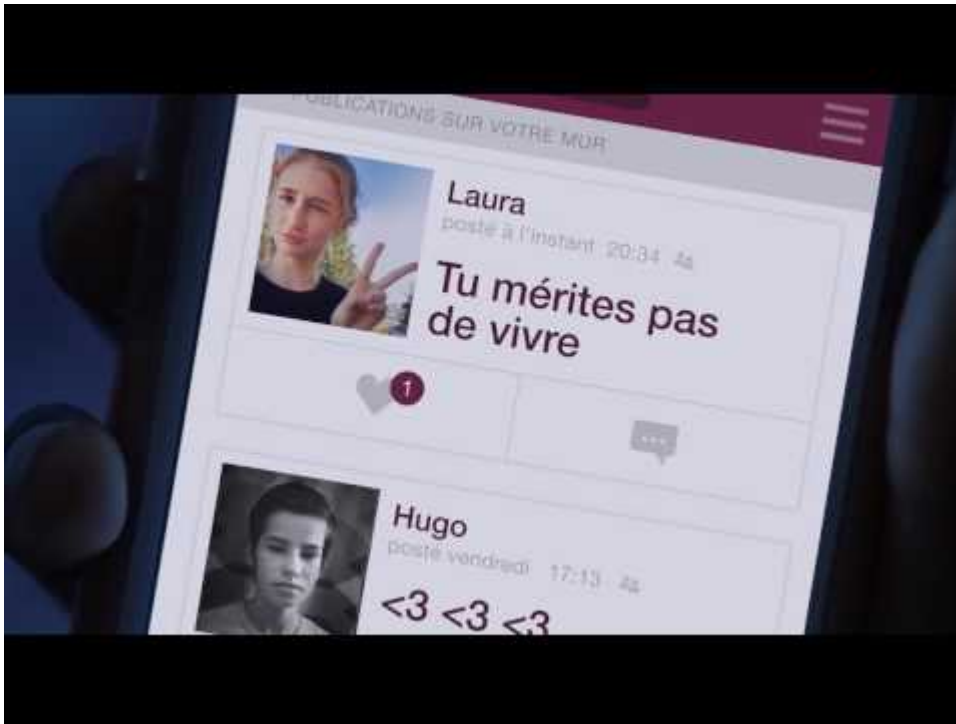 PUBLICATIONS SUR VOTRE MUR
Laura
posté à l'instant 20:34
Tu mérites pas
de vivre
1
Hugo
posté vendredi 17:13
<3 <3 <3